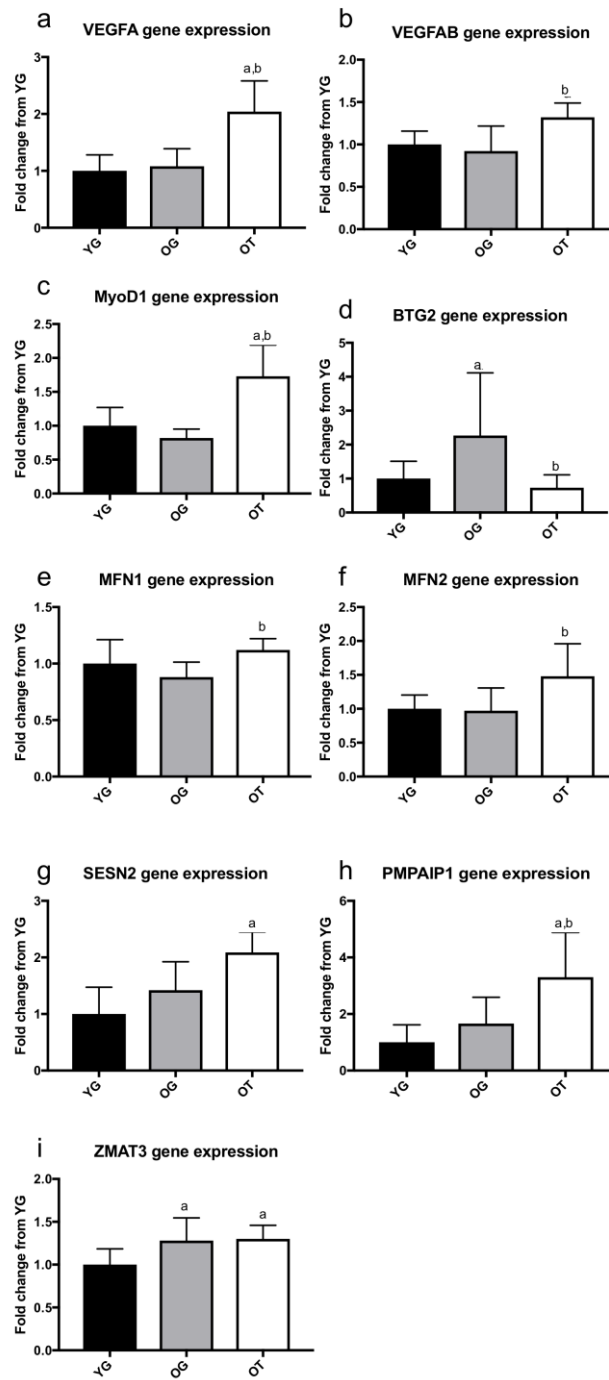 a
VEGFA gene expression
Fold change from YG
3
2
1
0
a,b
YG
OG
OT
b
VEGFAB gene expression
Fold change from YG
2.0
1.5
1.0
0.5
0.0
b
YG
OG
OT
c
MyoD1 gene expression
Fold change from YG
2.5
2.0
1.5
1.0
0.5
0.0
a,b
YG
OG
OT
d
BTG2 gene expression
Fold change from YG
5
4
3
2
1
0
a
b
YG
OG
OT
e
MFN1 gene expression
Fold change from YG
1.5
1.0
0.5
0.0
b
YG
OG
OT
f
MFN2 gene expression
Fold change from YG
2.5
2.0
1.5
1.0
0.5
0.0
b
YG
OG
OT
g
SESN2 gene expression
Fold change from YG
3
2
1
0
a
YG
OG
OT
h
PMPAIP1 gene expression
Fold change from YG
6
4
2
0
a,b
YG
OG
OT
i
ZMAT3 gene expression
Fold change from YG
2.0
1.5
1.0
0.5
0.0
a
a
YG
OG
OT